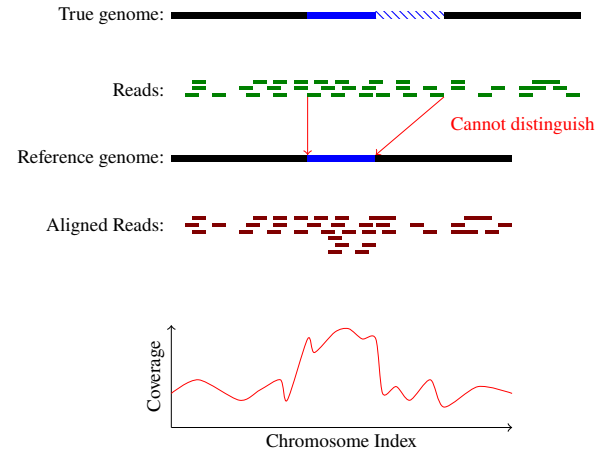 True genome:
Reads:
Cannot distinguish
Reference genome:
Aligned Reads:
Coverage
Chromosome Index